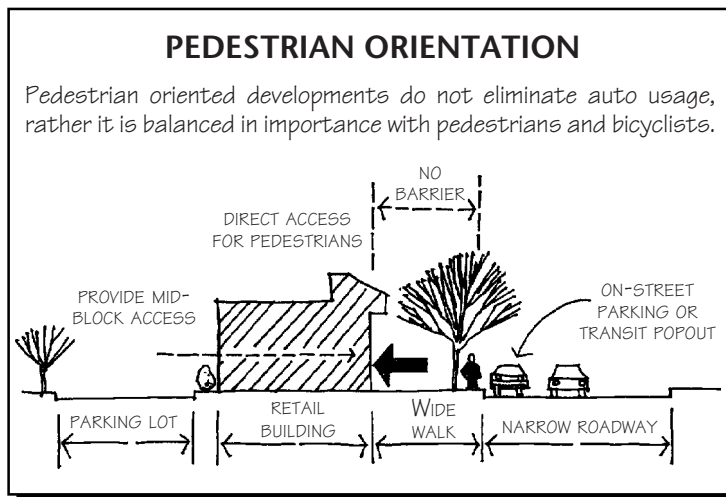 PEDESTRIAN ORIENTATION
Pedestrian oriented developments do not eliminate auto usage,
rather it is balanced in importance with pedestrians and bicyclists.
NO
BARRIER
DIRECT ACCESS
FOR PEDESTRIANS
PROVIDE MID-
BLOCK ACCESS
ON-STREET
PARKING OR
TRANSIT POPOUT
PARKING LOT
RETAIL
BUILDING
WIDE
WALK
NARROW ROADWAY